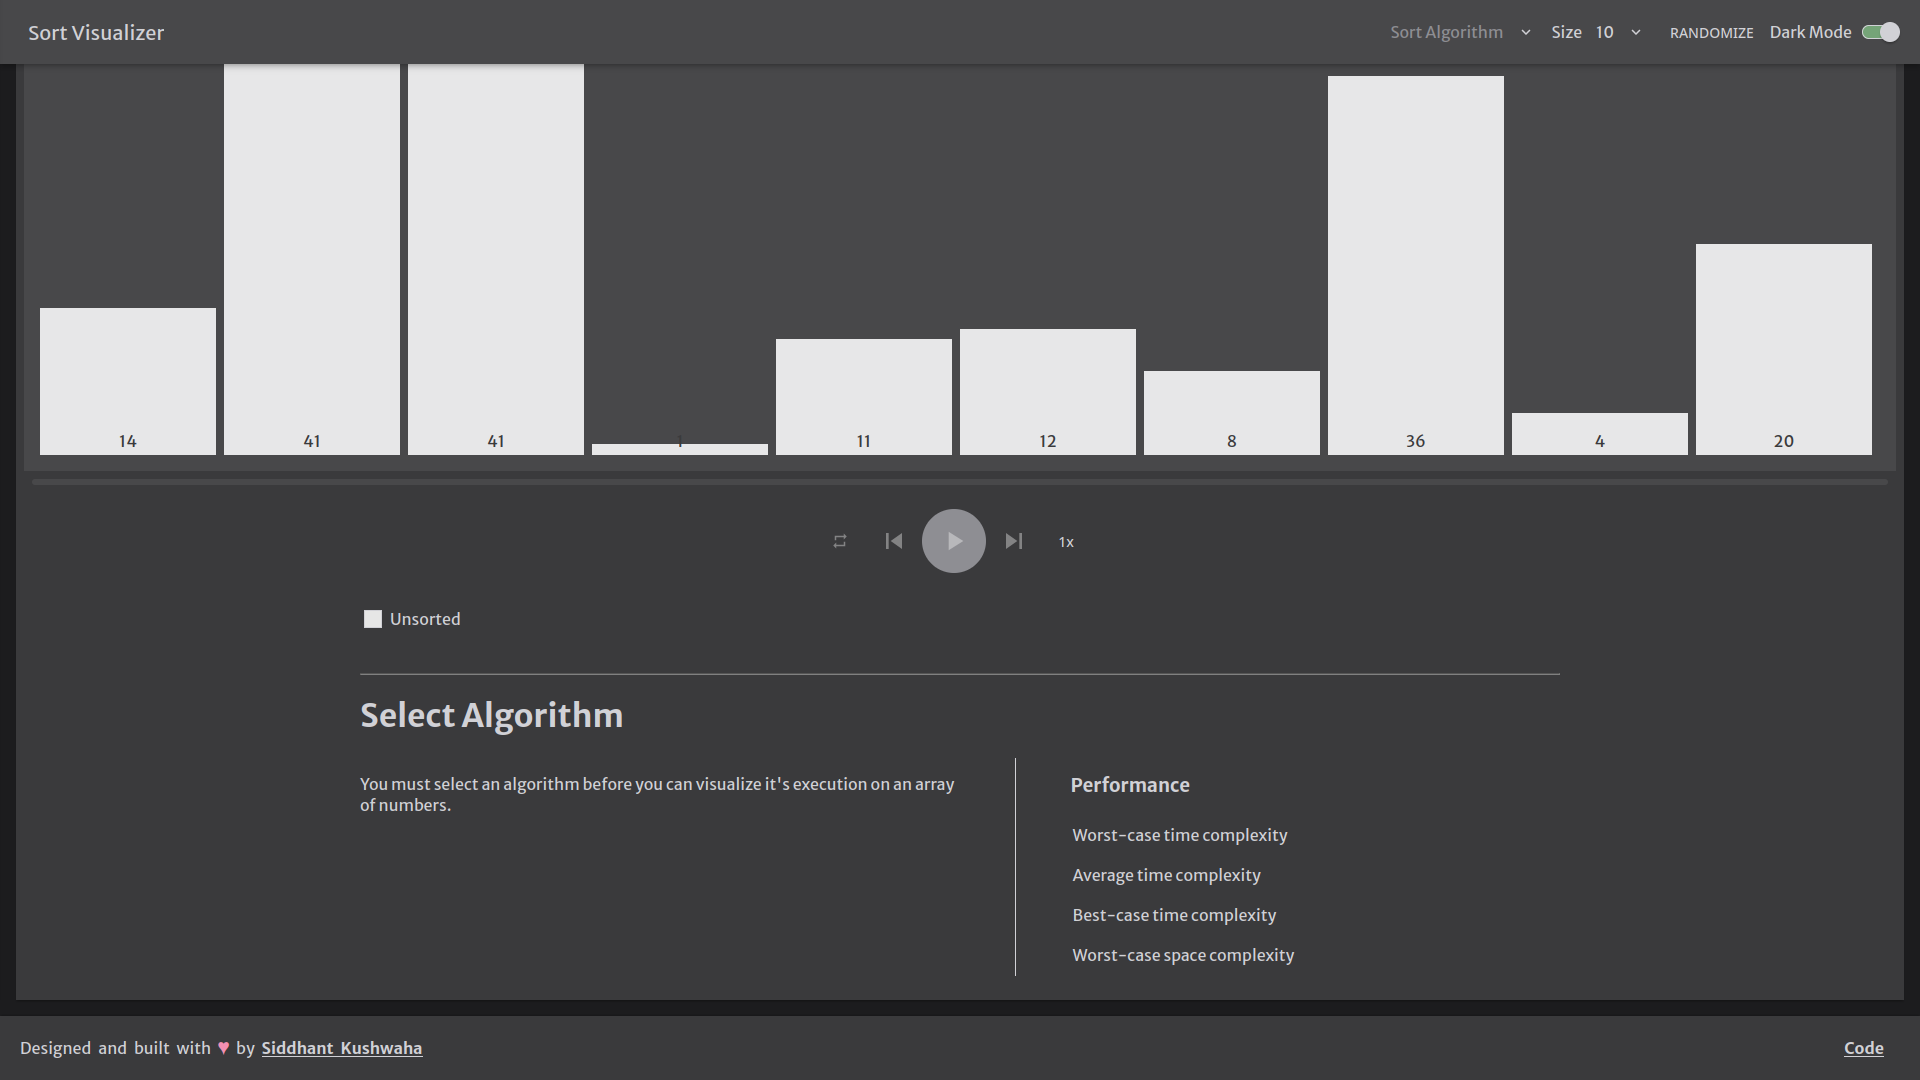 Sort Visualizer
Sort Algorithm
Size 10
RANDOMIZE
Dark Mode
14 41 41 1 11 12 8 36 4 20
1x
Unsorted
Select Algorithm
You must select an algorithm before you can visualize it's execution on an array
of numbers.
Performance
Worst-case time complexity
Average time complexity
Best-case time complexity
Worst-case space complexity
Designed and built with ♥ by Siddhant Kushwaha
Code